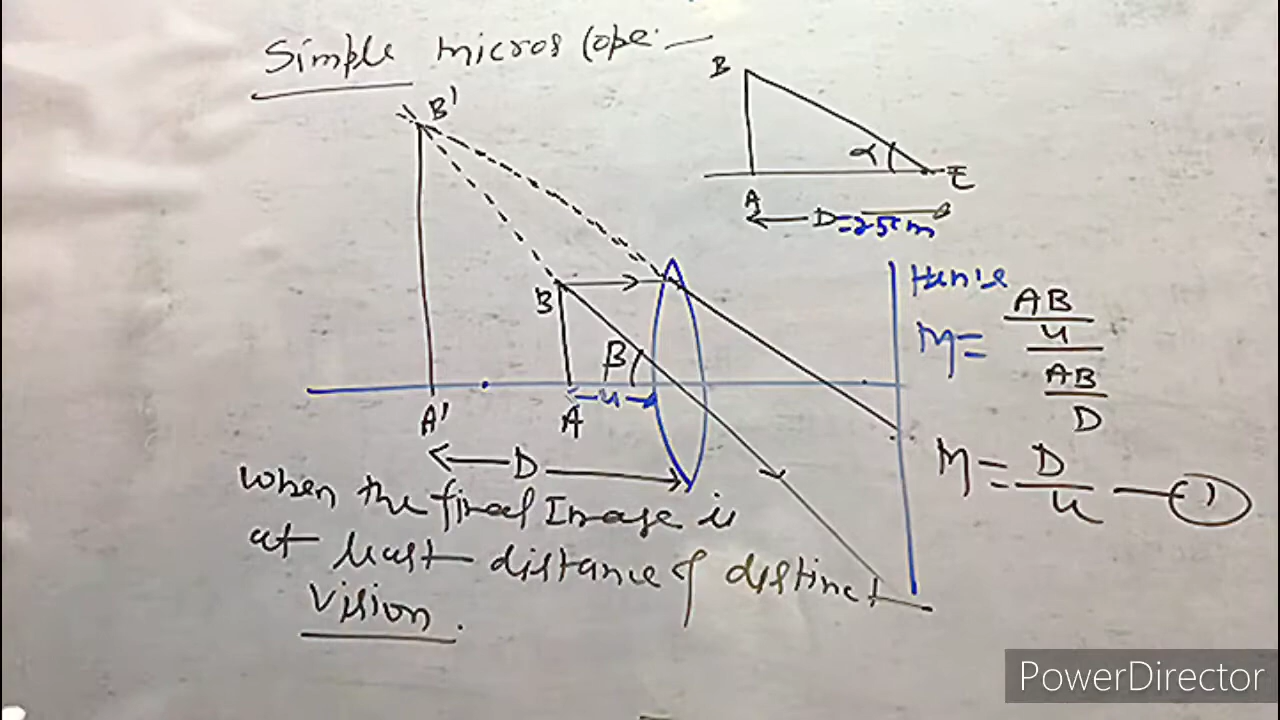 Simple microscope :—
B'
B
α
E
A
D=25cm
Hence
M = AB/u / AB/D
B
β
A'
A
u
D
M = D/u — (1)
When the final Image is
at least distance of distinct
Vision.
PowerDirector